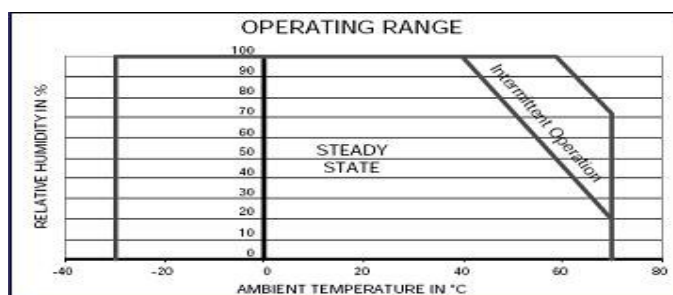 OPERATING RANGE
100
90
80
70
60
50
40
30
20
10
0
RELATIVE HUMIDITY IN %
STEADY
STATE
Intermittent Operation
-40 -20 0 20 40 60 80
AMBIENT TEMPERATURE IN °C